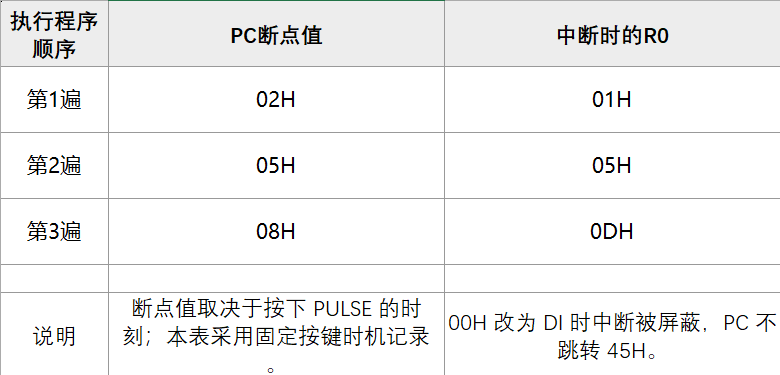 执行程序
顺序
PC断点值
中断时的R0
第1遍
02H
01H
第2遍
05H
05H
第3遍
08H
0DH
说明
断点值取决于按下 PULSE 的时
刻；本表采用固定按键时机记录
。
00H 改为 DI 时中断被屏蔽，PC 不
跳转 45H。